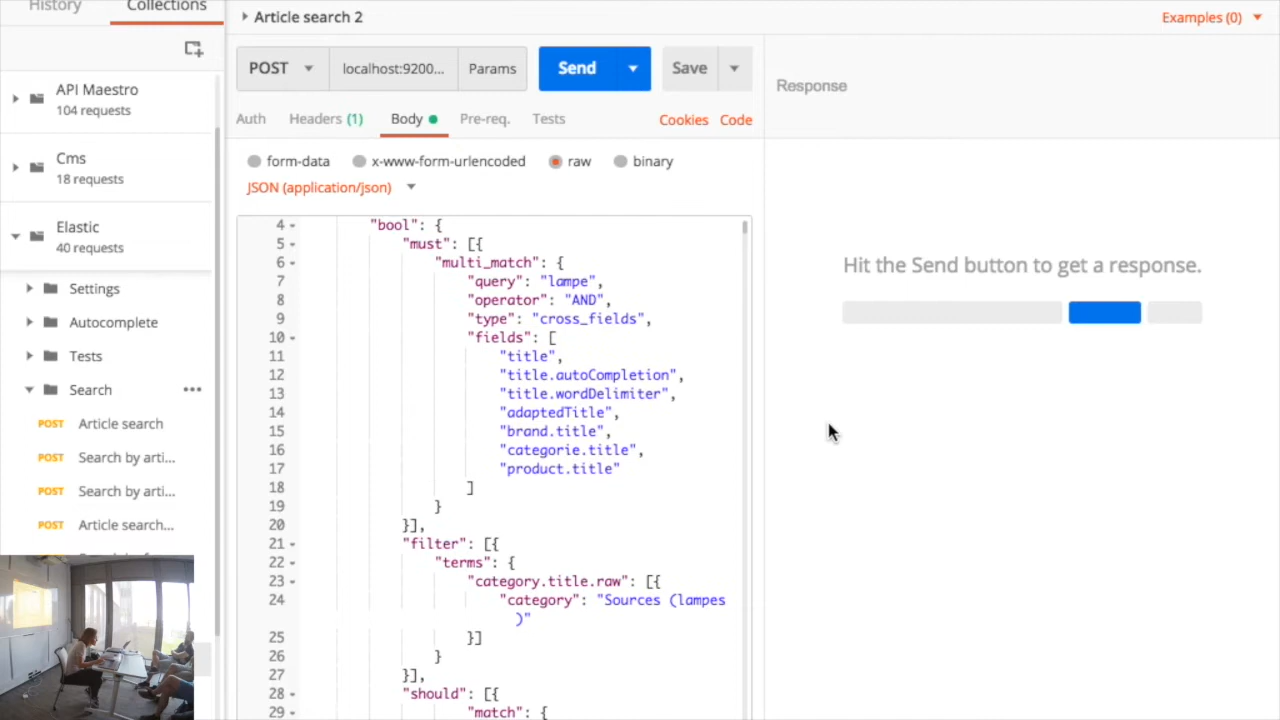 History
Collections
API Maestro
104 requests
Cms
18 requests
Elastic
40 requests
Settings
Autocomplete
Tests
Search
POST Article search
POST Search by arti...
POST Search by arti...
POST Article search...
Article search 2
Examples (0)
POST
localhost:9200...
Params
Send
Save
Auth
Headers (1)
Body
Pre-req.
Tests
Cookies
Code
form-data
x-www-form-urlencoded
raw
binary
JSON (application/json)
4 "bool": {
5 "must": [{
6 "multi_match": {
7 "query": "lampe",
8 "operator": "AND",
9 "type": "cross_fields",
10 "fields": [
11 "title",
12 "title.autoCompletion",
13 "title.wordDelimiter",
14 "adaptedTitle",
15 "brand.title",
16 "categorie.title",
17 "product.title"
18 ]
19 }
20 }],
21 "filter": [{
22 "terms": {
23 "category.title.raw": [{
24 "category": "Sources (lampes
)"
25 }]
26 }
27 }],
28 "should": [{
29 "match": {
Response
Hit the Send button to get a response.